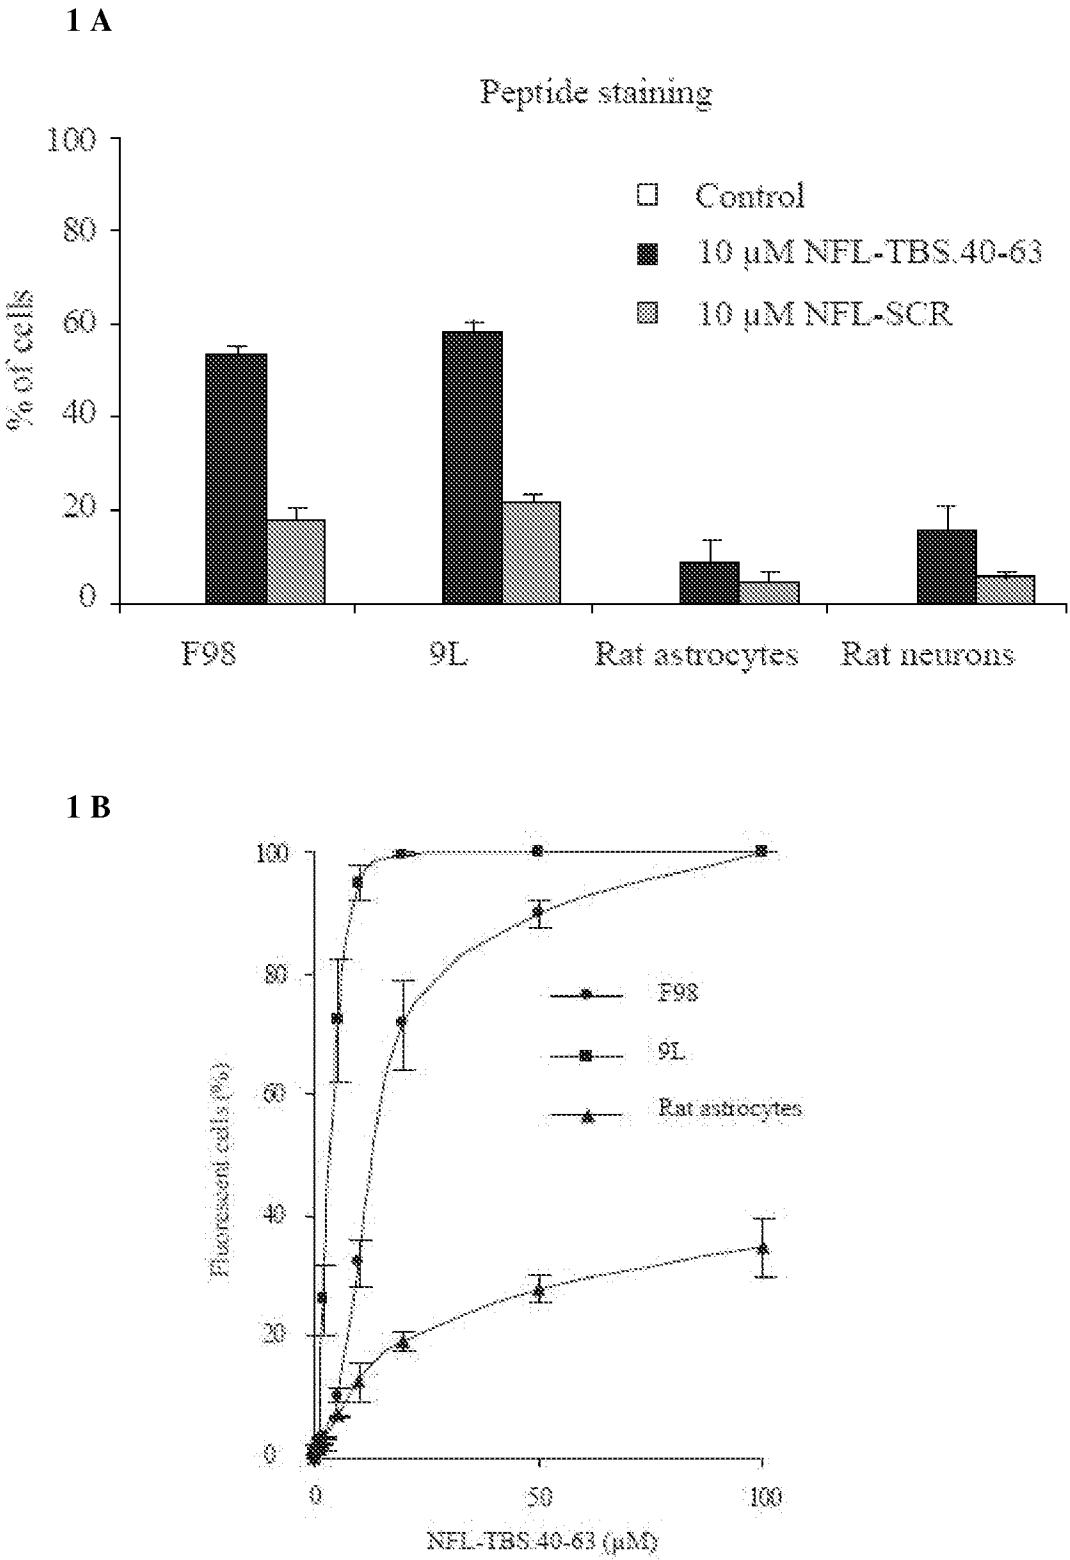 1 A
Peptide staining
100
80
60
40
20
0
% of cells
Control
10 µM NFL-TBS.40-63
10 µM NFL-SCR
F98
9L
Rat astrocytes
Rat neurons
1 B
100
80
60
40
20
0
Fluorescent cells (%)
F98
9L
Rat astrocytes
0
50
100
NFL-TBS.40-63 (µM)